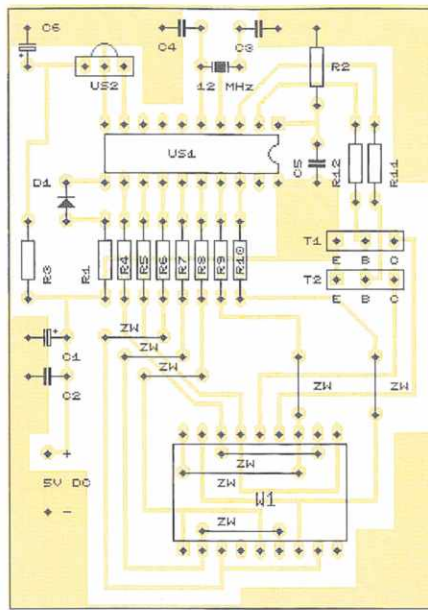 C6
C4
C3
US2
12 MHz
R2
US1
C5
R12
R11
D1
R3
R1
R4
R5
R6
R7
R8
R9
R10
T1
E B C
T2
E B C
C1
C2
ZW
ZW
ZW
ZW
ZW
+
5V DC
-
ZW
ZW
W1
ZW